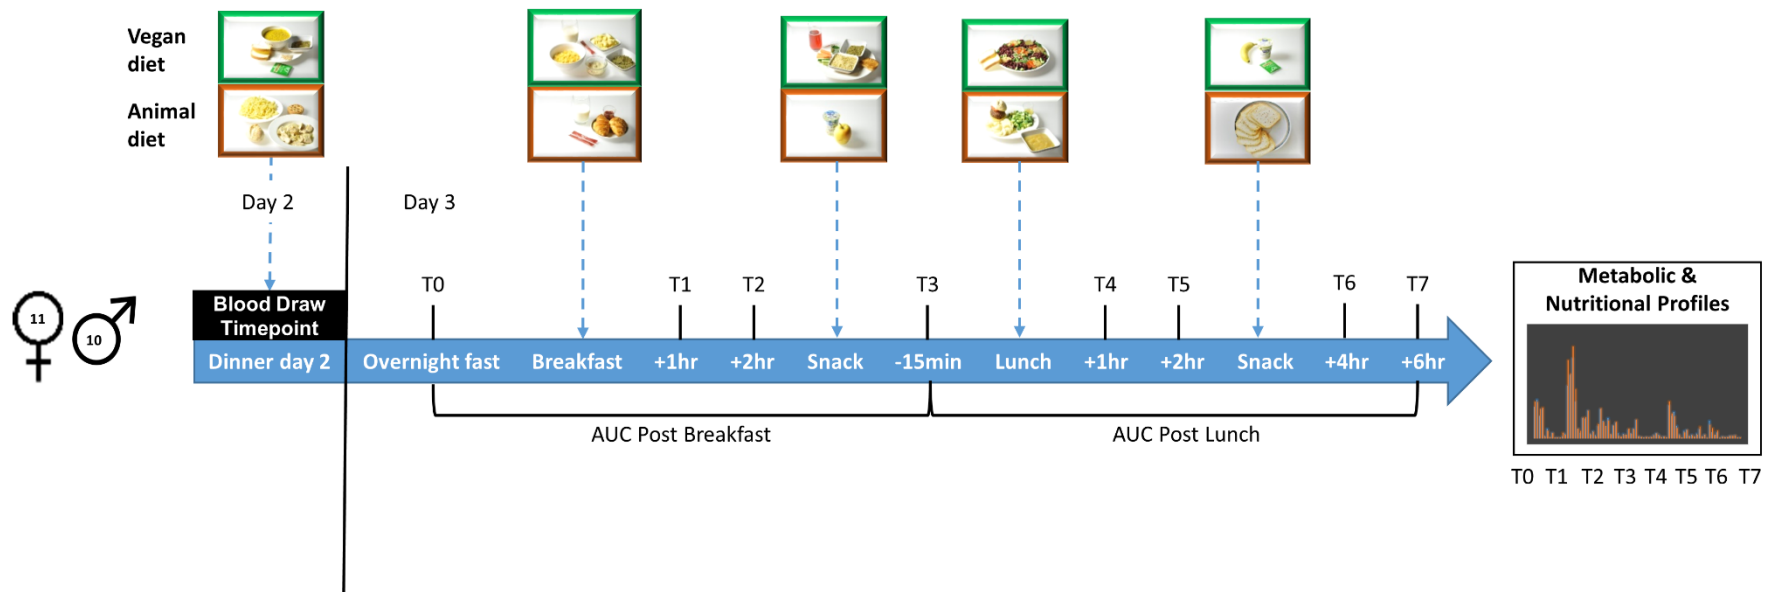 Vegan
diet
Animal
diet
Day 2
Day 3
T0
T1
T2
T3
T4
T5
T6
T7
11
10
Blood Draw
Timepoint
Dinner day 2
Overnight fast
Breakfast
+1hr
+2hr
Snack
-15min
Lunch
+1hr
+2hr
Snack
+4hr
+6hr
AUC Post Breakfast
AUC Post Lunch
Metabolic &
Nutritional Profiles
T0 T1 T2 T3 T4 T5 T6 T7